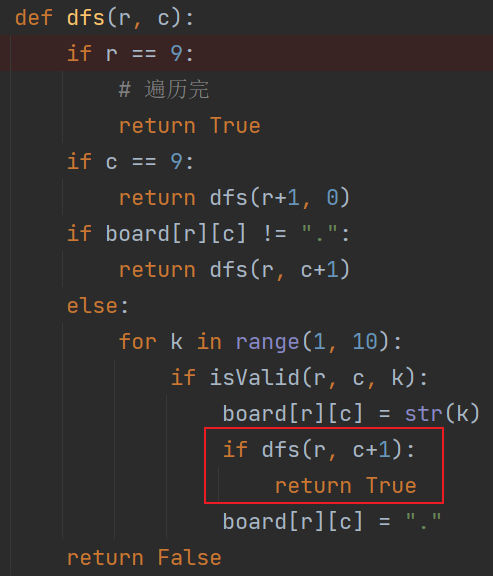 def dfs(r, c):
    if r == 9:
        # 遍历完
        return True
    if c == 9:
        return dfs(r+1, 0)
    if board[r][c] != ".":
        return dfs(r, c+1)
    else:
        for k in range(1, 10):
            if isValid(r, c, k):
                board[r][c] = str(k)
                if dfs(r, c+1):
                    return True
                board[r][c] = "."
    return False